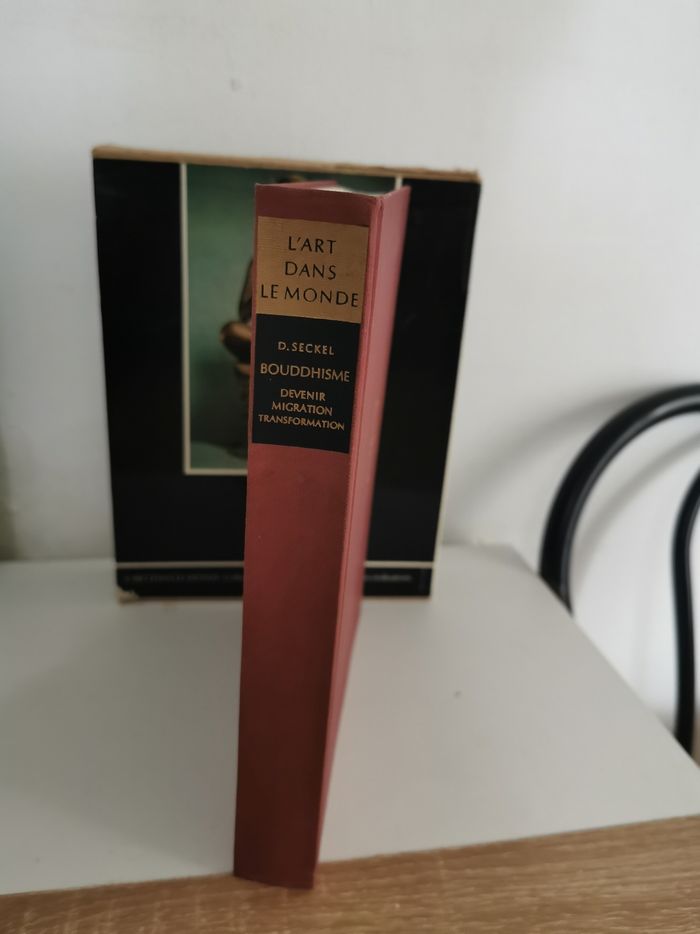 L'ART
DANS
LE MONDE
D. SECKEL
BOUDDHISME
DEVENIR
MIGRATION
TRANSFORMATION